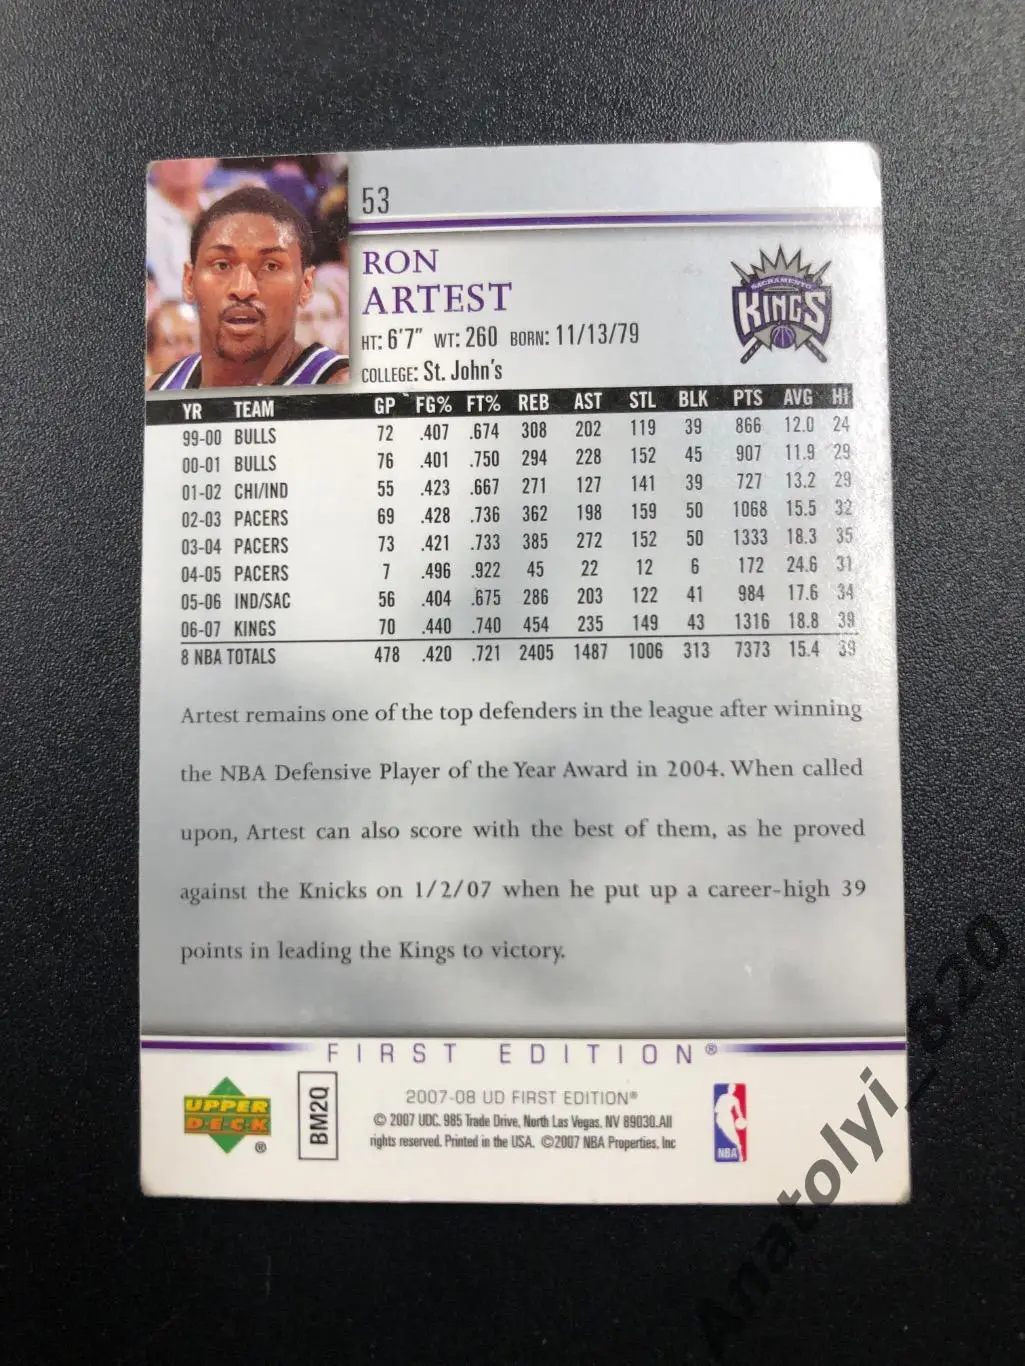 53
RON
ARTEST
HT: 6'7" WT: 260 BORN: 11/13/79
COLLEGE: St. John's
SACRAMENTO
KINGS
YR TEAM GP FG% FT% REB AST STL BLK PTS AVG HI
99-00 BULLS 72 .407 .674 308 202 119 39 866 12.0 24
00-01 BULLS 76 .401 .750 294 228 152 45 907 11.9 29
01-02 CHI/IND 55 .423 .667 271 127 141 39 727 13.2 29
02-03 PACERS 69 .428 .736 362 198 159 50 1068 15.5 32
03-04 PACERS 73 .421 .733 385 272 152 50 1333 18.3 35
04-05 PACERS 7 .496 .922 45 22 12 6 172 24.6 31
05-06 IND/SAC 56 .404 .675 286 203 122 41 984 17.6 34
06-07 KINGS 70 .440 .740 454 235 149 43 1316 18.8 39
8 NBA TOTALS 478 .420 .721 2405 1487 1006 313 7373 15.4 39
Artest remains one of the top defenders in the league after winning
the NBA Defensive Player of the Year Award in 2004. When called
upon, Artest can also score with the best of them, as he proved
against the Knicks on 1/2/07 when he put up a career-high 39
points in leading the Kings to victory.
FIRST EDITION®
UPPER
DECK®
BM2Q
2007-08 UD FIRST EDITION®
© 2007 UDC. 985 Trade Drive, North Las Vegas, NV 89030. All
rights reserved. Printed in the USA. ©2007 NBA Properties, Inc
NBA
Anatolyi_320